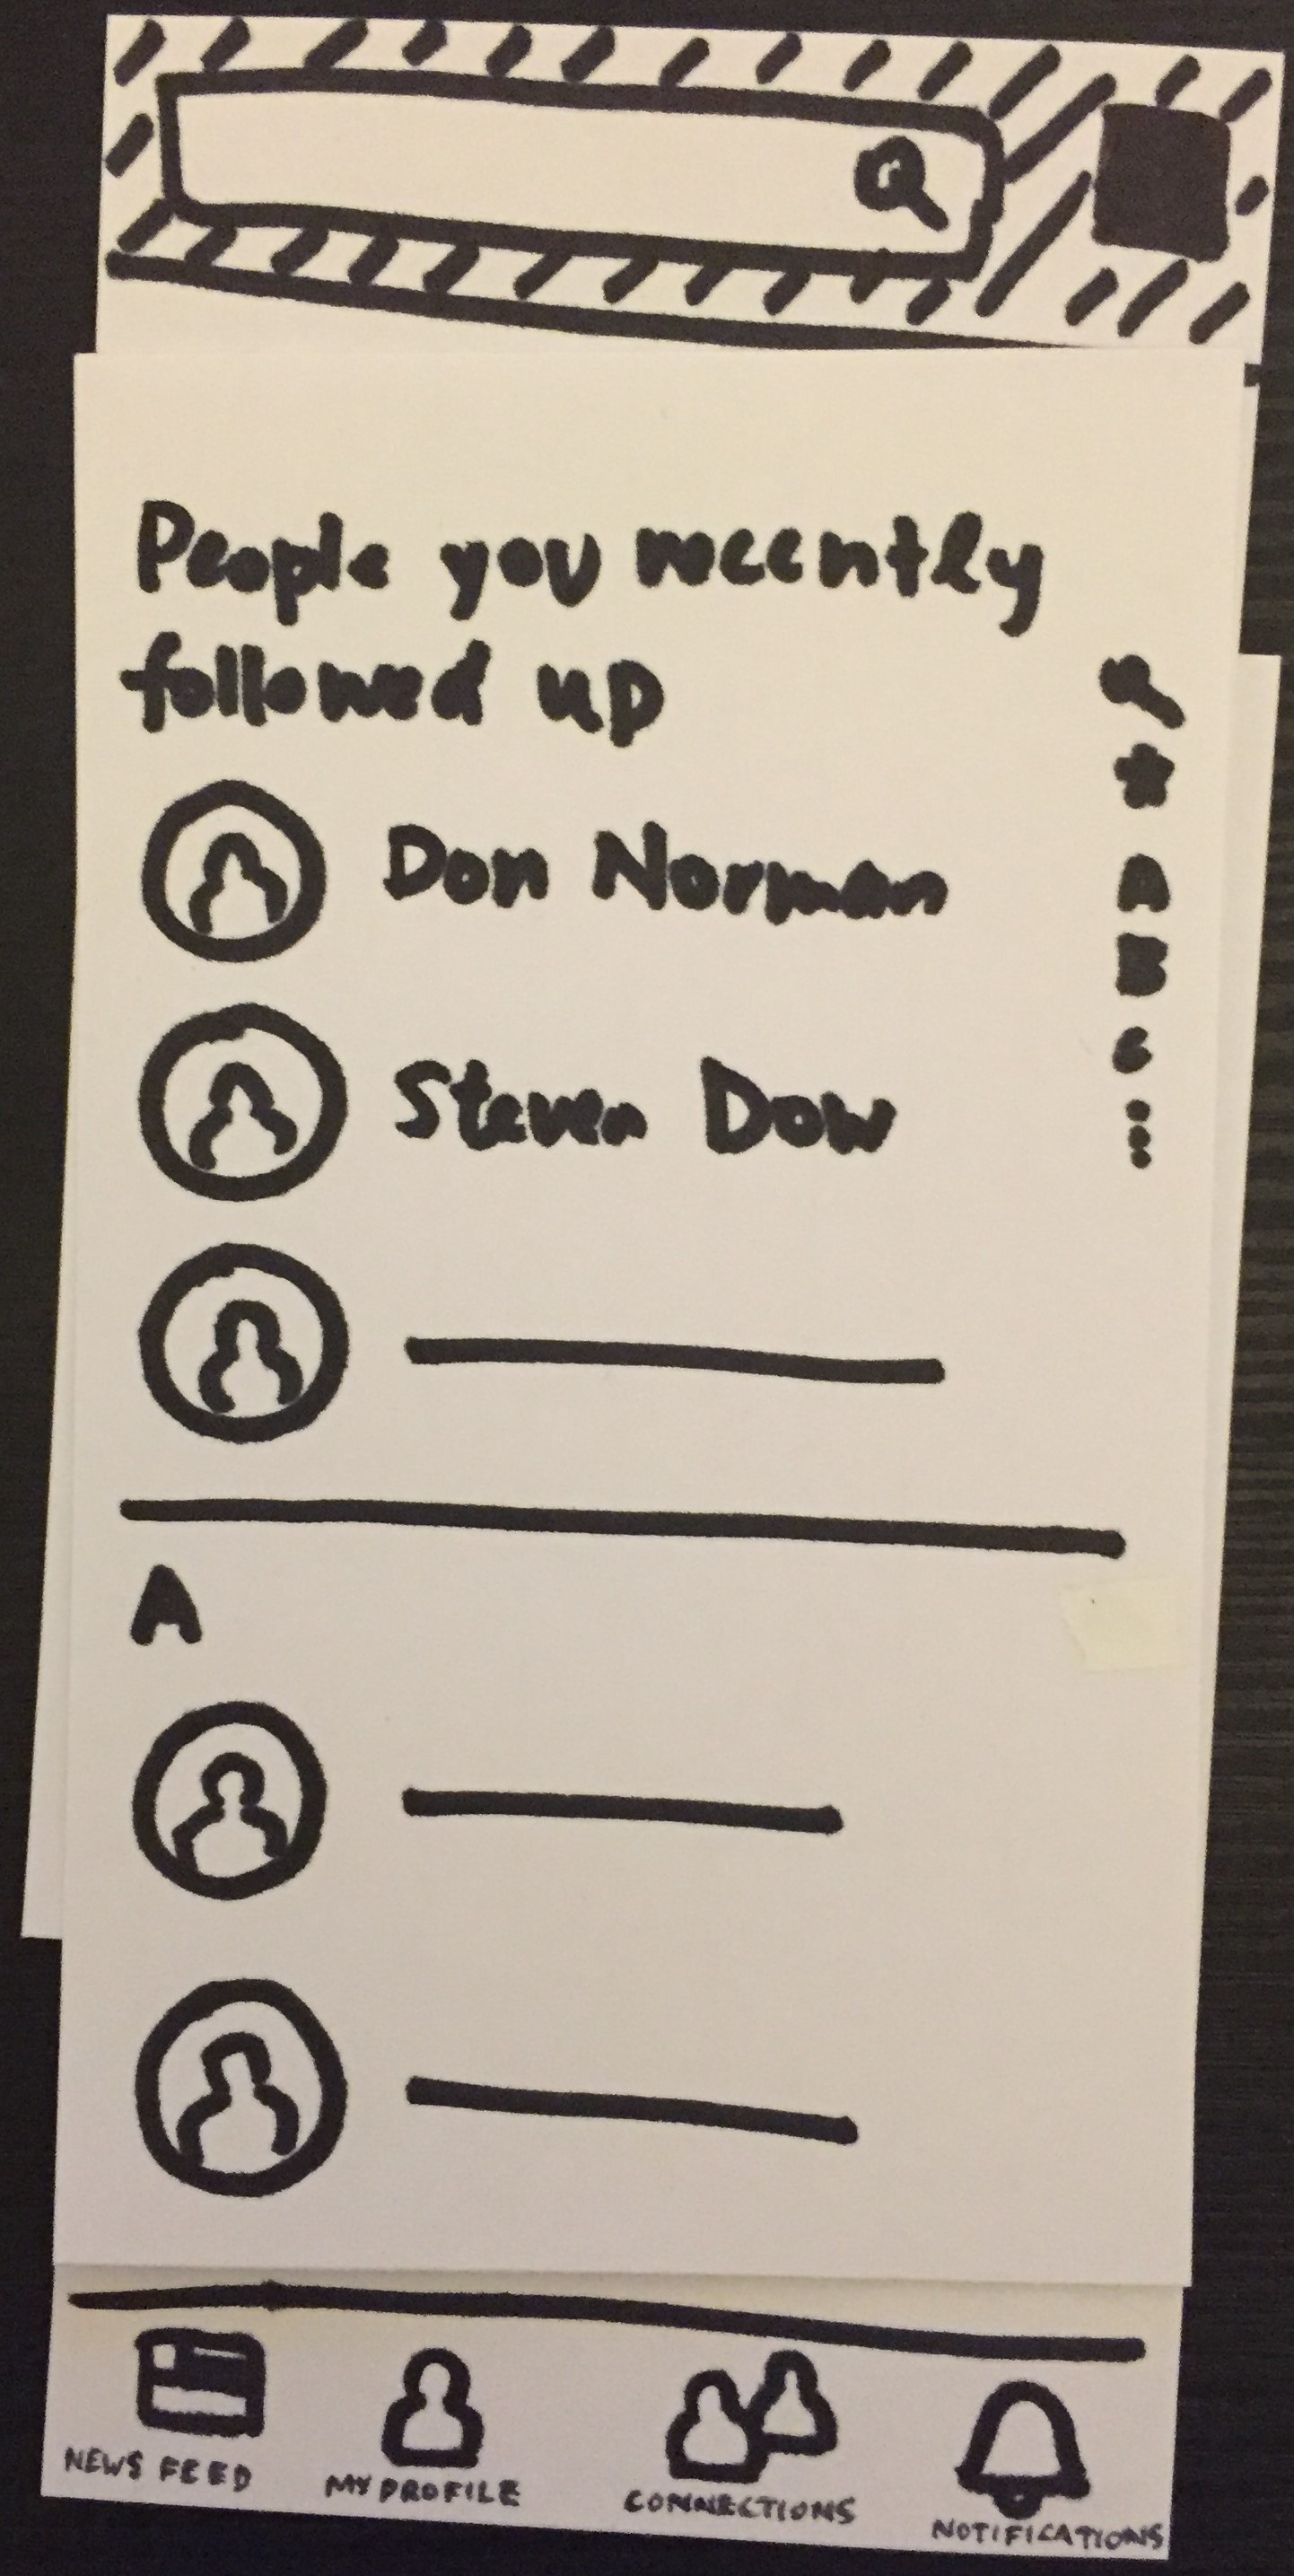 People you recently
followed up
Don Norman
A
B
C
Steven Dow
A
NEWS FEED
MY PROFILE
CONNECTIONS
NOTIFICATIONS